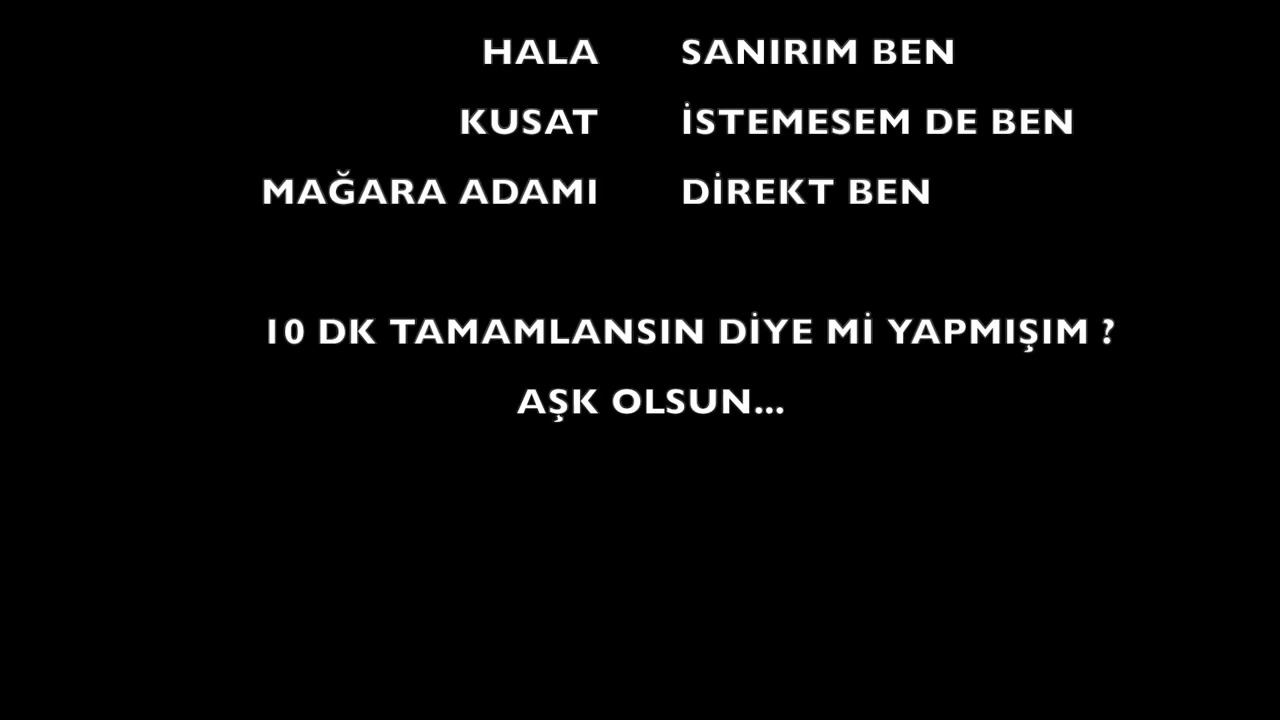 HALA SANIRIM BEN
KUSAT İSTEMESEM DE BEN
MAĞARA ADAMI DİREKT BEN
10 DK TAMAMLANSIN DİYE Mİ YAPMIŞIM ?
AŞK OLSUN...